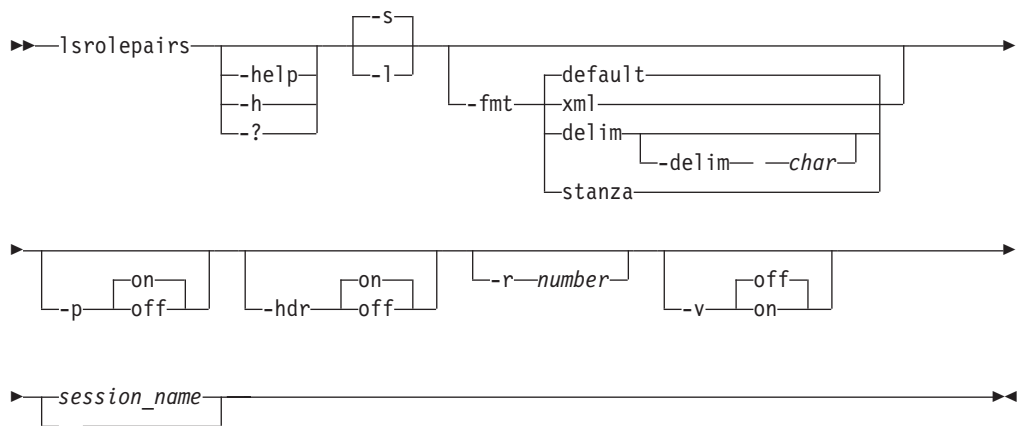 -s
lsrolepairs
-help
-h
-?
-l
-fmt
default
xml
delim
-delim char
stanza
-p
on
off
-hdr
on
off
-r number
-v
off
on
session_name